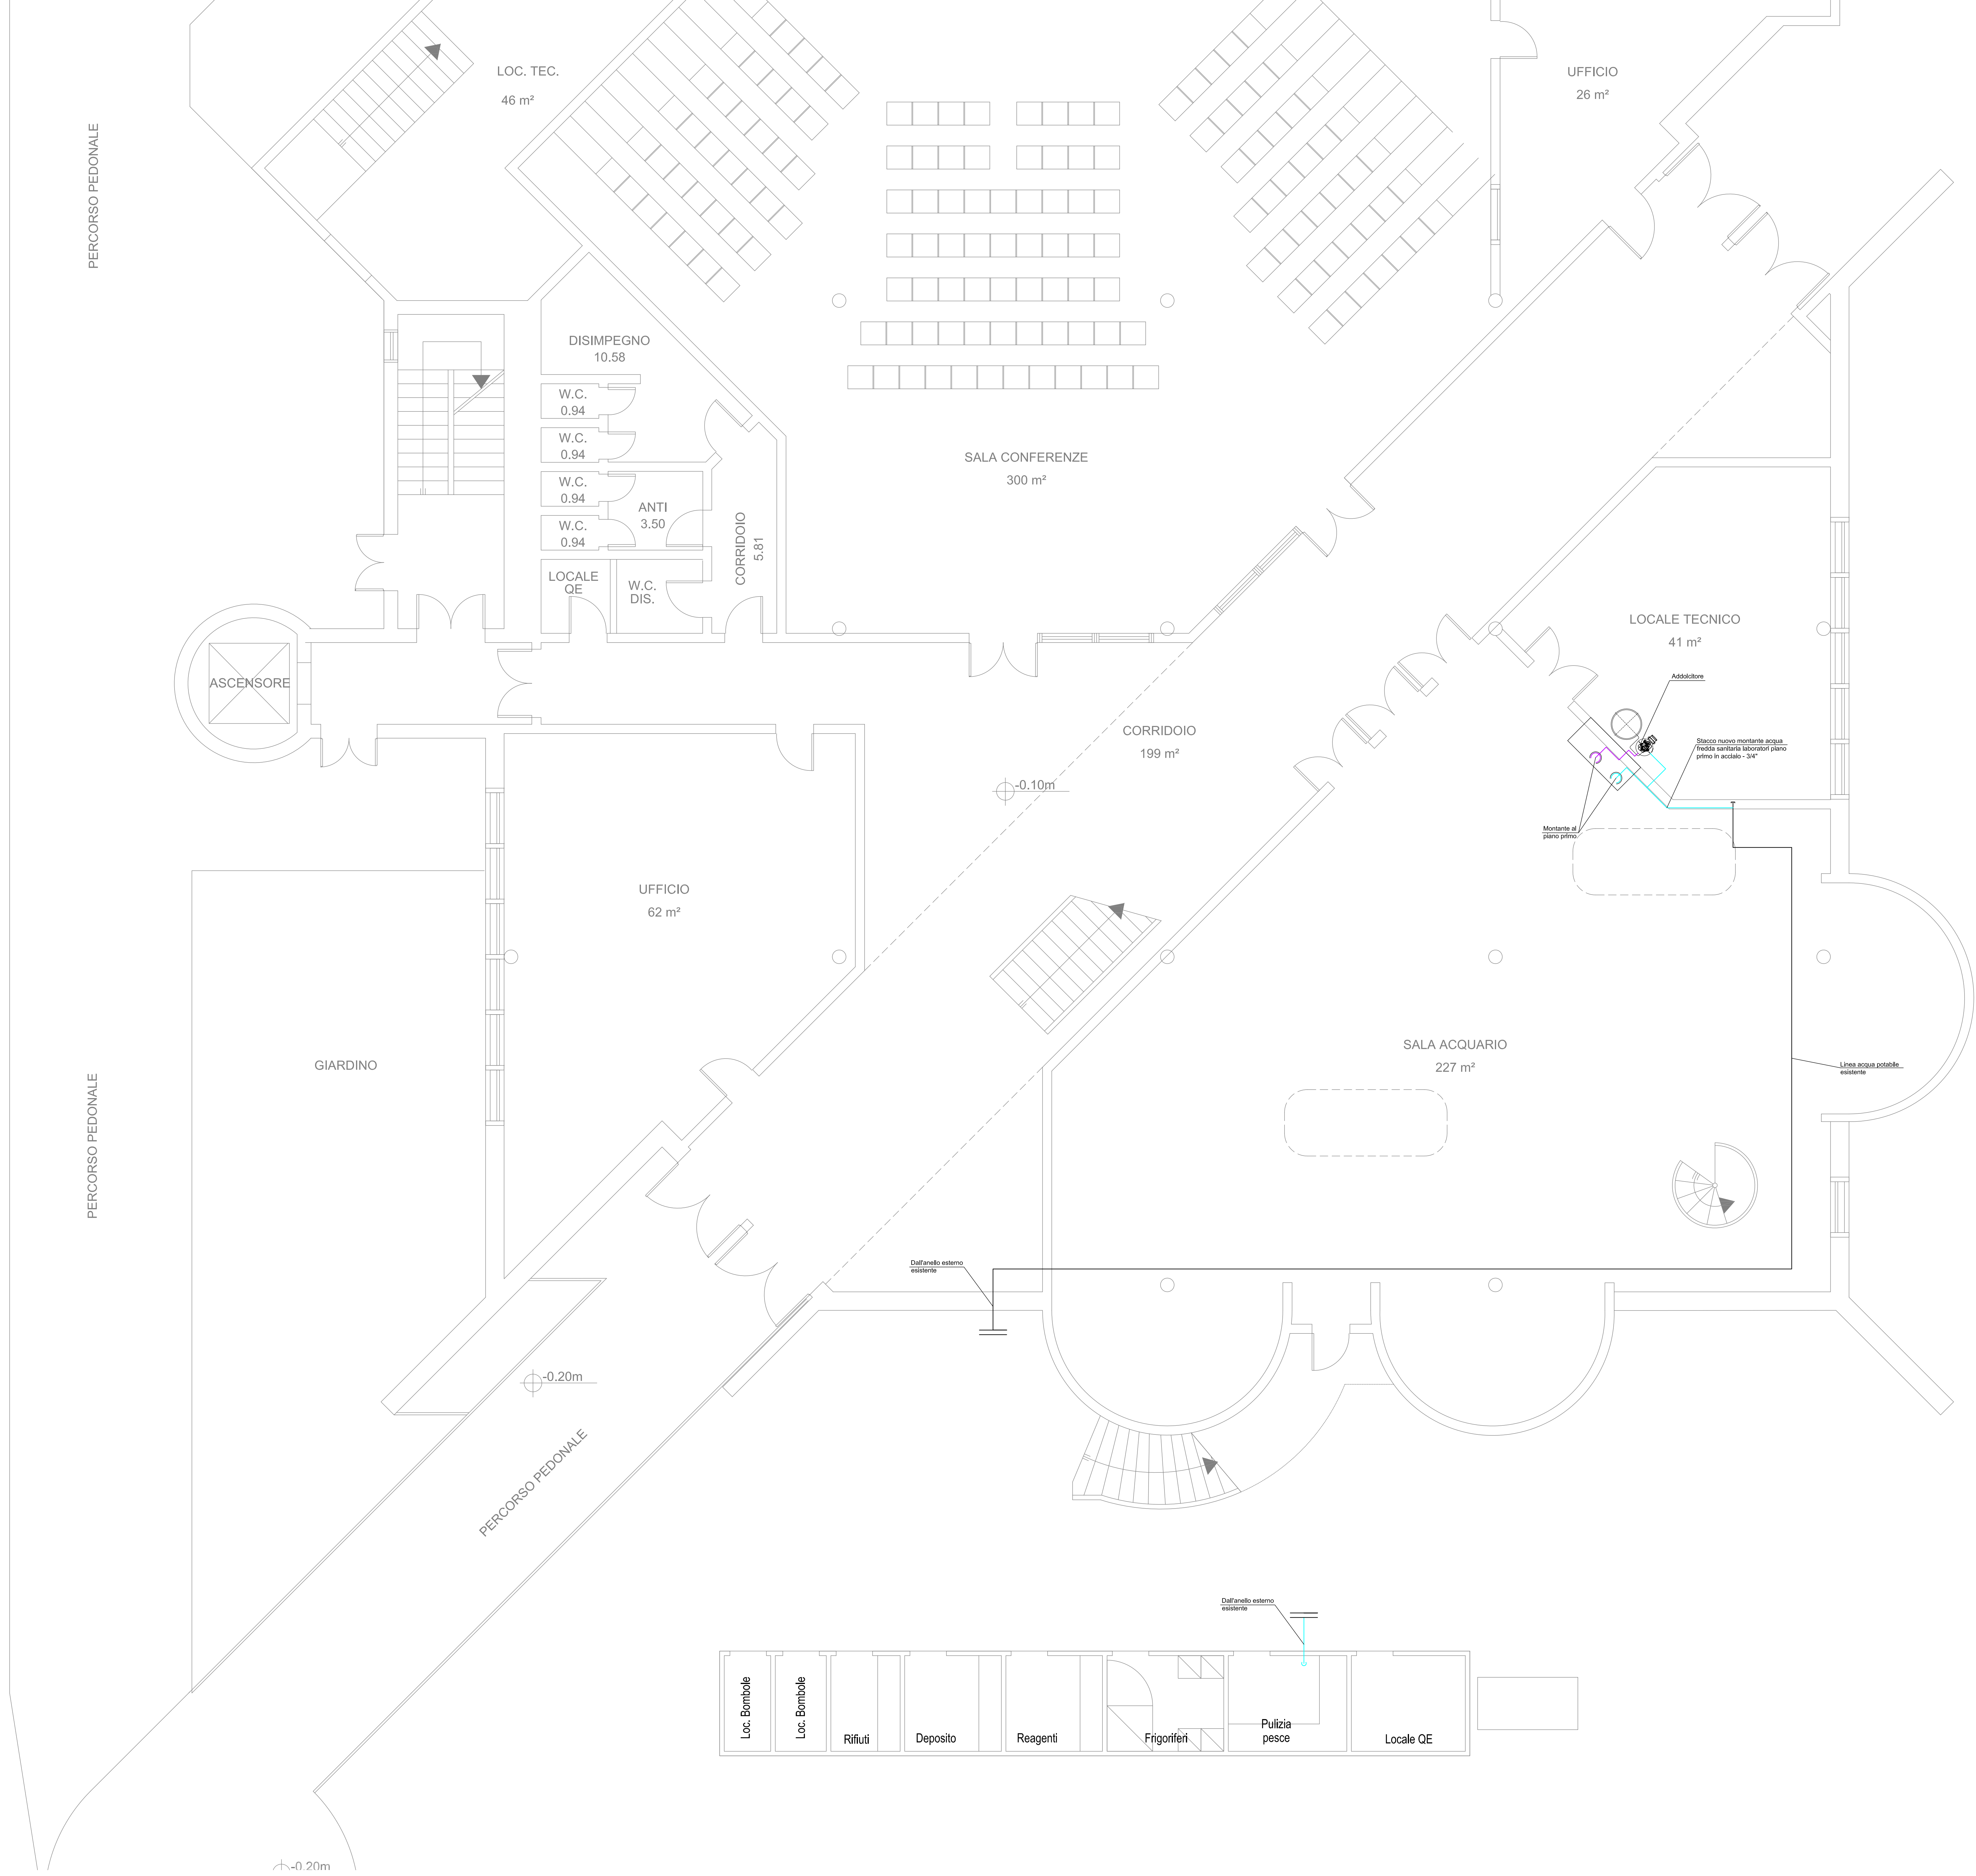 LOC. TEC.
46 m²
UFFICIO
26 m²
PERCORSO PEDONALE
DISIMPEGNO
10.58
W.C.
0.94
W.C.
0.94
W.C.
0.94
W.C.
0.94
ANTI
3.50
CORRIDOIO
5.81
LOCALE
QE
W.C.
DIS.
SALA CONFERENZE
300 m²
LOCALE TECNICO
41 m²
ASCENSORE
Addolcitore
CORRIDOIO
199 m²
Stacco nuovo montante acqua
fredda sanitaria laboratori piano
primo in acciaio - 3/4"
-0.10m
Montante al
piano primo
UFFICIO
62 m²
SALA ACQUARIO
227 m²
GIARDINO
Linea acqua potabile
esistente
PERCORSO PEDONALE
Dall'anello esterno
esistente
-0.20m
PERCORSO PEDONALE
Dall'anello esterno
esistente
Loc. Bombole
Loc. Bombole
Rifiuti
Deposito
Reagenti
Frigoriferi
Pulizia
pesce
Locale QE
-0.20m